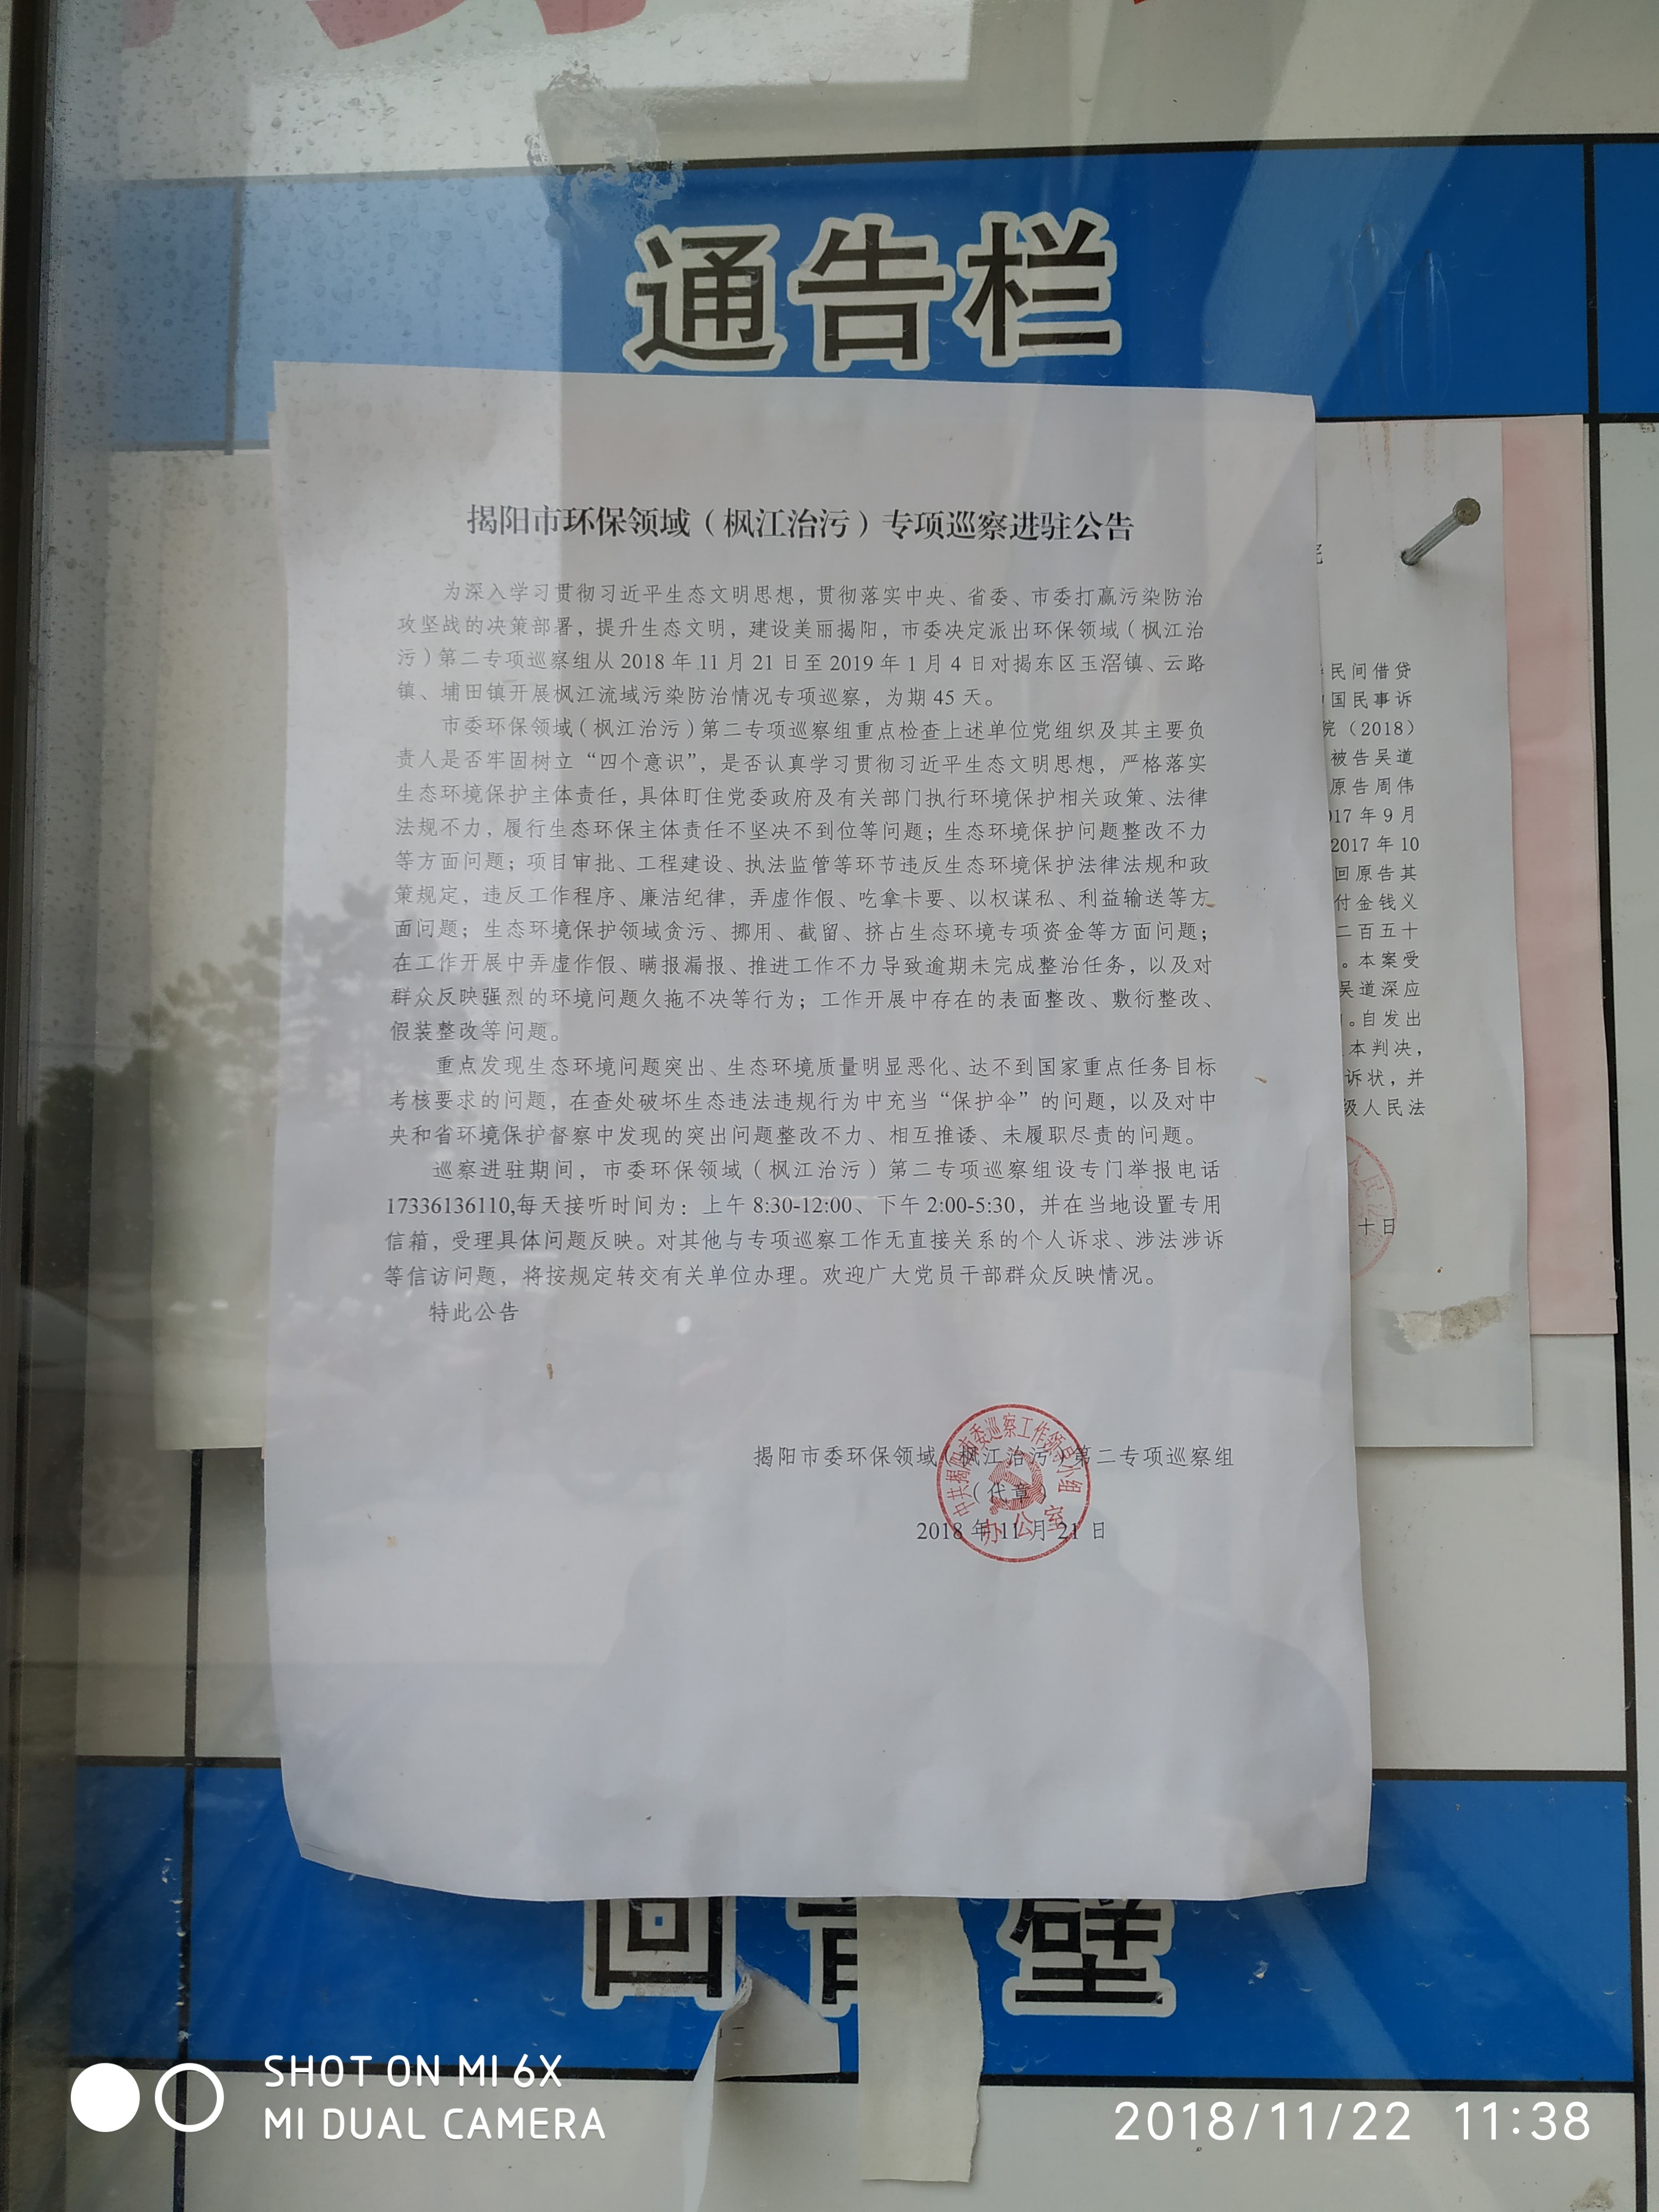 通告栏
揭阳市环保领域（枫江治污）专项巡察进驻公告
为深入学习贯彻习近平生态文明思想，贯彻落实中央、省委、市委打赢污染防治
攻坚战的决策部署，提升生态文明，建设美丽揭阳，市委决定派出环保领域（枫江治
污）第二专项巡察组从 2018 年 11 月 21 日至 2019 年 1 月 4 日对揭东区玉滘镇、云路
镇、埔田镇开展枫江流域污染防治情况专项巡察，为期 45 天。
市委环保领域（枫江治污）第二专项巡察组重点检查上述单位党组织及其主要负
责人是否牢固树立“四个意识”，是否认真学习贯彻习近平生态文明思想，严格落实
生态环境保护主体责任，具体盯住党委政府及有关部门执行环境保护相关政策、法律
法规不力，履行生态环保主体责任不坚决不到位等问题；生态环境保护问题整改不力
等方面问题；项目审批、工程建设、执法监管等环节违反生态环境保护法律法规和政
策规定，违反工作程序、廉洁纪律，弄虚作假、吃拿卡要、以权谋私、利益输送等方
面问题；生态环境保护领域贪污、挪用、截留、挤占生态环境专项资金等方面问题；
在工作开展中弄虚作假、瞒报漏报、推进工作不力导致逾期未完成整治任务，以及对
群众反映强烈的环境问题久拖不决等行为；工作开展中存在的表面整改、敷衍整改、
假装整改等问题。
重点发现生态环境问题突出、生态环境质量明显恶化、达不到国家重点任务目标
考核要求的问题，在查处破坏生态违法违规行为中充当“保护伞”的问题，以及对中
央和省环境保护督察中发现的突出问题整改不力、相互推诿、未履职尽责的问题。
巡察进驻期间，市委环保领域（枫江治污）第二专项巡察组设专门举报电话
17336136110,每天接听时间为：上午 8:30-12:00、下午 2:00-5:30，并在当地设置专用
信箱，受理具体问题反映。对其他与专项巡察工作无直接关系的个人诉求、涉法涉诉
等信访问题，将按规定转交有关单位办理。欢迎广大党员干部群众反映情况。
特此公告
揭阳市委环保领域（枫江治污）第二专项巡察组
（代章）
2018 年 11 月 21 日
中共揭阳市委巡察工作领导小组
办公室
民间借贷
国民事诉
院（2018）
被告吴道
原告周伟
17 年 9 月
2017 年 10
回原告其
付金钱义
二百五十
。本案受
吴道深应
。自发出
本判决，
诉状，并
级人民法
十日
回音壁
SHOT ON MI 6X
MI DUAL CAMERA
2018/11/22 11:38